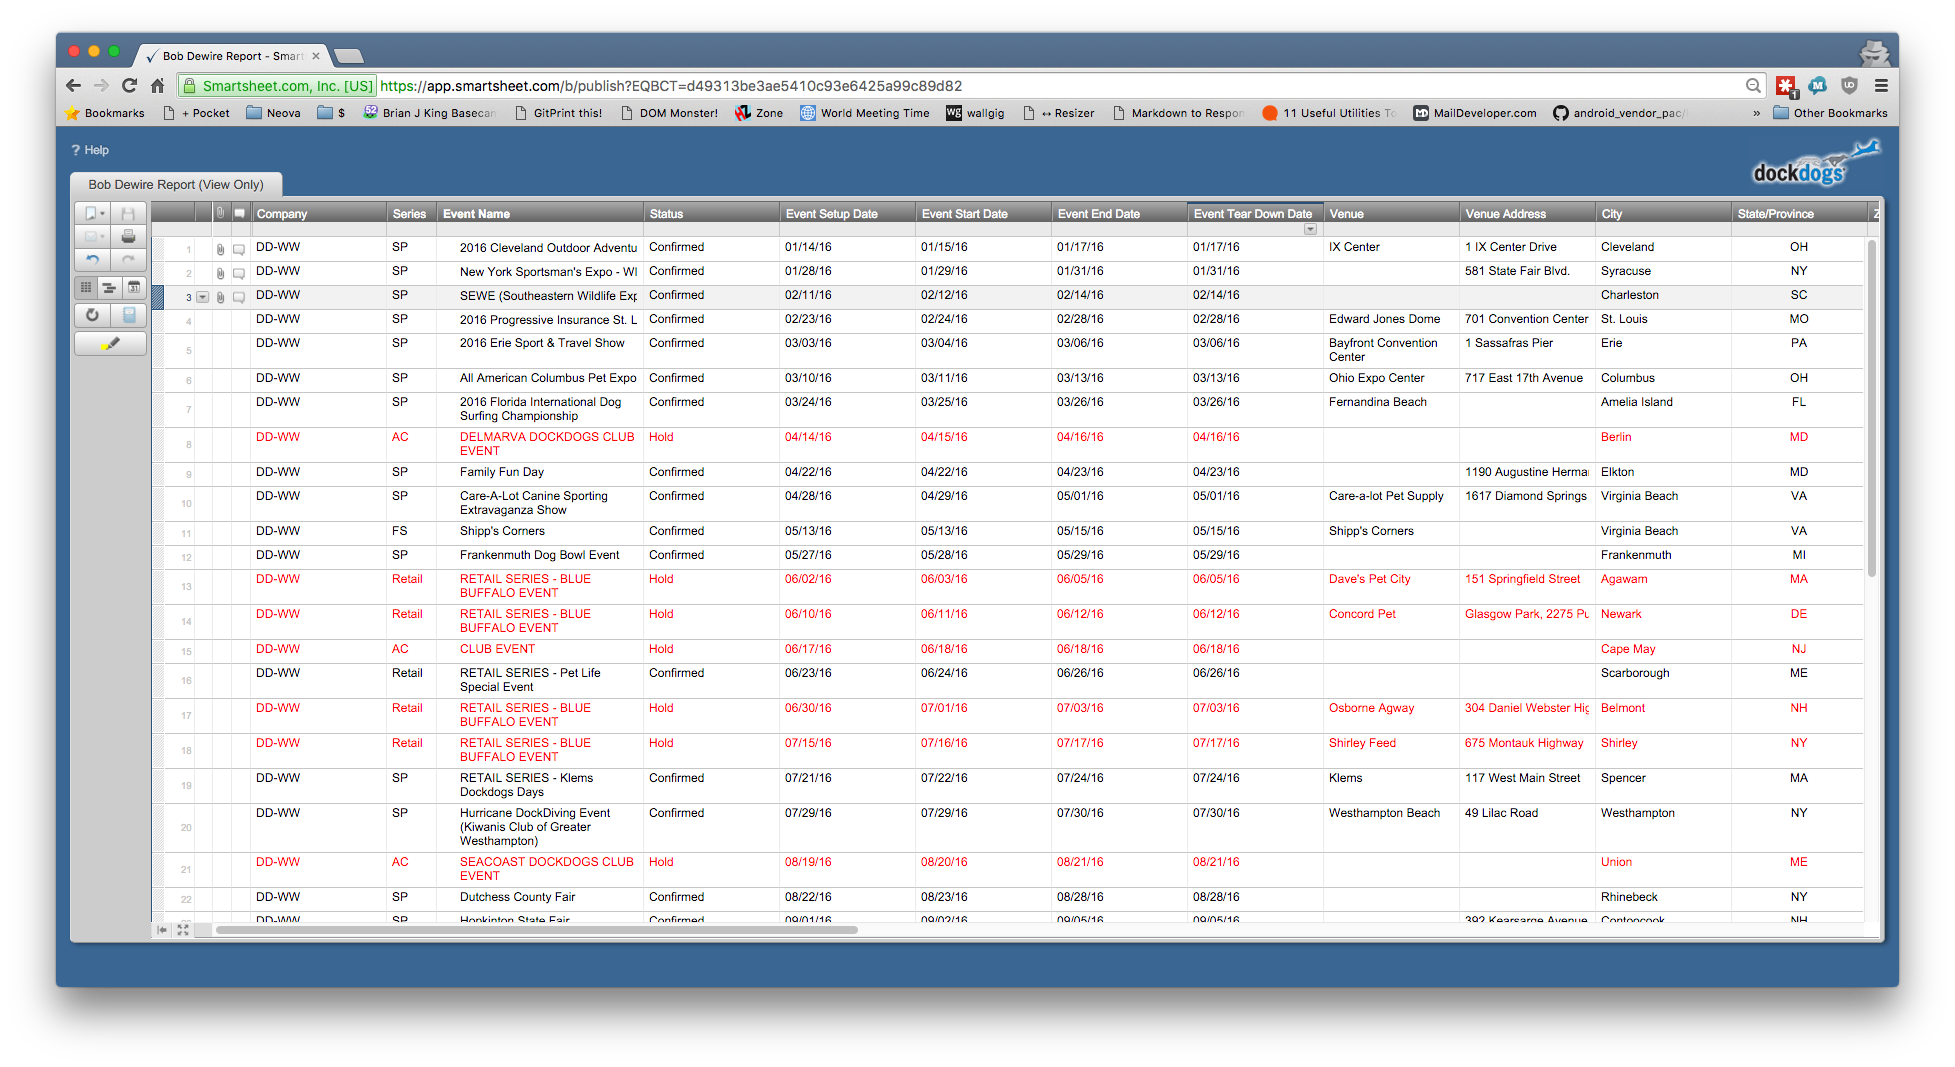 Bob Dewire Report - Smar
Smartsheet.com, Inc. [US] https://app.smartsheet.com/b/publish?EQBCT=d49313be3ae5410c93e6425a99c89d82
Bookmarks + Pocket Neova $ Brian J King Basecan GitPrint this! DOM Monster! Zone World Meeting Time wallgig ↔ Resizer Markdown to Respon 11 Useful Utilities To MailDeveloper.com android_vendor_pac/ » Other Bookmarks
? Help
dockdogs
Bob Dewire Report (View Only)
Company Series Event Name Status Event Setup Date Event Start Date Event End Date Event Tear Down Date Venue Venue Address City State/Province Z
1 DD-WW SP 2016 Cleveland Outdoor Adventu Confirmed 01/14/16 01/15/16 01/17/16 01/17/16 IX Center 1 IX Center Drive Cleveland OH
2 DD-WW SP New York Sportsman's Expo - WI Confirmed 01/28/16 01/29/16 01/31/16 01/31/16 581 State Fair Blvd. Syracuse NY
3 DD-WW SP SEWE (Southeastern Wildlife Exp Confirmed 02/11/16 02/12/16 02/14/16 02/14/16 Charleston SC
4 DD-WW SP 2016 Progressive Insurance St. L Confirmed 02/23/16 02/24/16 02/28/16 02/28/16 Edward Jones Dome 701 Convention Center St. Louis MO
5 DD-WW SP 2016 Erie Sport & Travel Show Confirmed 03/03/16 03/04/16 03/06/16 03/06/16 Bayfront Convention 1 Sassafras Pier Erie PA
Center
6 DD-WW SP All American Columbus Pet Expo Confirmed 03/10/16 03/11/16 03/13/16 03/13/16 Ohio Expo Center 717 East 17th Avenue Columbus OH
7 DD-WW SP 2016 Florida International Dog Confirmed 03/24/16 03/25/16 03/26/16 03/26/16 Fernandina Beach Amelia Island FL
Surfing Championship
8 DD-WW AC DELMARVA DOCKDOGS CLUB Hold 04/14/16 04/15/16 04/16/16 04/16/16 Berlin MD
EVENT
9 DD-WW SP Family Fun Day Confirmed 04/22/16 04/22/16 04/23/16 04/23/16 1190 Augustine Herma Elkton MD
10 DD-WW SP Care-A-Lot Canine Sporting Confirmed 04/28/16 04/29/16 05/01/16 05/01/16 Care-a-lot Pet Supply 1617 Diamond Springs Virginia Beach VA
Extravaganza Show
11 DD-WW FS Shipp's Corners Confirmed 05/13/16 05/13/16 05/15/16 05/15/16 Shipp's Corners Virginia Beach VA
12 DD-WW SP Frankenmuth Dog Bowl Event Confirmed 05/27/16 05/28/16 05/29/16 05/29/16 Frankenmuth MI
13 DD-WW Retail RETAIL SERIES - BLUE Hold 06/02/16 06/03/16 06/05/16 06/05/16 Dave's Pet City 151 Springfield Street Agawam MA
BUFFALO EVENT
14 DD-WW Retail RETAIL SERIES - BLUE Hold 06/10/16 06/11/16 06/12/16 06/12/16 Concord Pet Glasgow Park, 2275 Pu Newark DE
BUFFALO EVENT
15 DD-WW AC CLUB EVENT Hold 06/17/16 06/18/16 06/18/16 06/18/16 Cape May NJ
16 DD-WW Retail RETAIL SERIES - Pet Life Confirmed 06/23/16 06/24/16 06/26/16 06/26/16 Scarborough ME
Special Event
17 DD-WW Retail RETAIL SERIES - BLUE Hold 06/30/16 07/01/16 07/03/16 07/03/16 Osborne Agway 304 Daniel Webster Hig Belmont NH
BUFFALO EVENT
18 DD-WW Retail RETAIL SERIES - BLUE Hold 07/15/16 07/16/16 07/17/16 07/17/16 Shirley Feed 675 Montauk Highway Shirley NY
BUFFALO EVENT
19 DD-WW SP RETAIL SERIES - Klems Confirmed 07/21/16 07/22/16 07/24/16 07/24/16 Klems 117 West Main Street Spencer MA
Dockdogs Days
20 DD-WW SP Hurricane DockDiving Event Confirmed 07/29/16 07/29/16 07/30/16 07/30/16 Westhampton Beach 49 Lilac Road Westhampton NY
(Kiwanis Club of Greater
Westhampton)
21 DD-WW AC SEACOAST DOCKDOGS CLUB Hold 08/19/16 08/20/16 08/21/16 08/21/16 Union ME
EVENT
22 DD-WW SP Dutchess County Fair Confirmed 08/22/16 08/23/16 08/28/16 08/28/16 Rhinebeck NY
DD-WW SP Hopkinton State Fair Confirmed 09/01/16 09/02/16 09/05/16 09/05/16 392 Kearsarge Avenue Contoocook NH